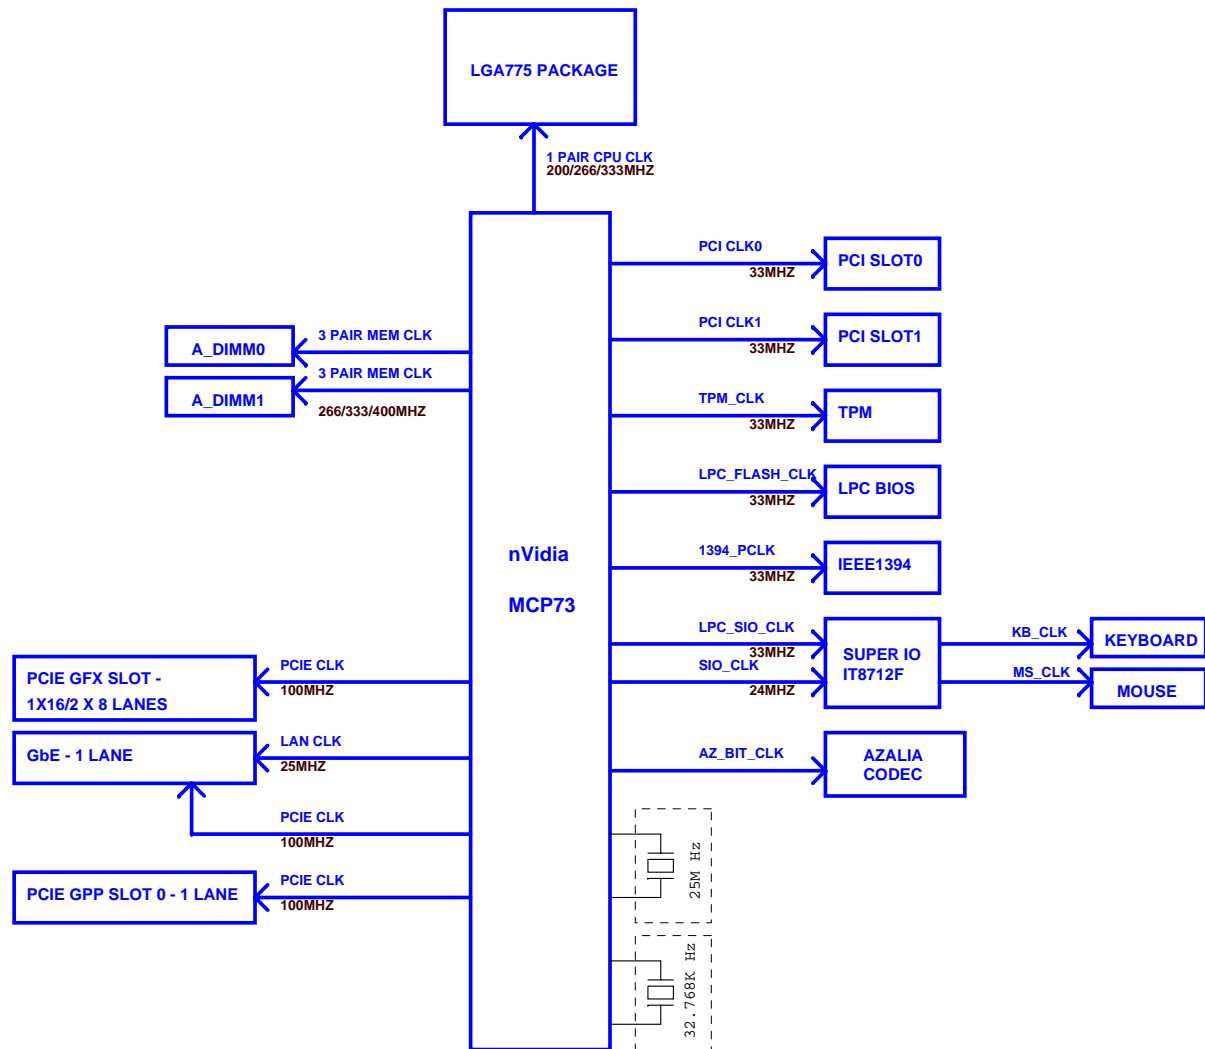 LGA775 PACKAGE
1 PAIR CPU CLK
200/266/333MHZ
PCI CLK0
33MHZ
PCI SLOT0
PCI CLK1
33MHZ
PCI SLOT1
3 PAIR MEM CLK
A_DIMM0
3 PAIR MEM CLK
A_DIMM1
266/333/400MHZ
TPM_CLK
33MHZ
TPM
LPC_FLASH_CLK
33MHZ
LPC BIOS
nVidia
MCP73
1394_PCLK
33MHZ
IEEE1394
LPC_SIO_CLK
33MHZ
SIO_CLK
24MHZ
SUPER IO
IT8712F
KB_CLK
KEYBOARD
MS_CLK
MOUSE
PCIE GFX SLOT -
1X16/2 X 8 LANES
PCIE CLK
100MHZ
GbE - 1 LANE
LAN CLK
25MHZ
AZ_BIT_CLK
AZALIA
CODEC
PCIE CLK
100MHZ
25M Hz
PCIE GPP SLOT 0 - 1 LANE
PCIE CLK
100MHZ
32.768K Hz